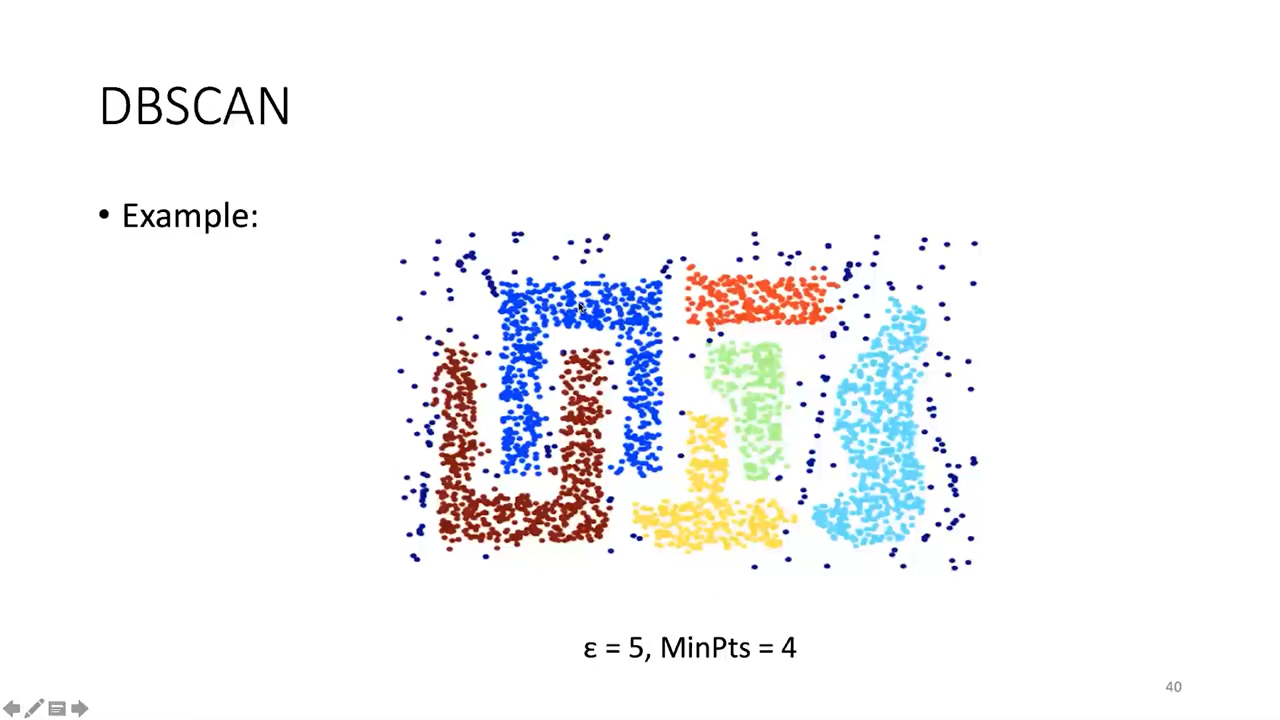 DBSCAN
• Example:
ε = 5, MinPts = 4
40